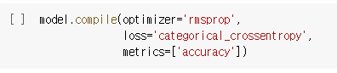 [ ] model.compile(optimizer='rmsprop',
loss='categorical_crossentropy',
metrics=['accuracy'])